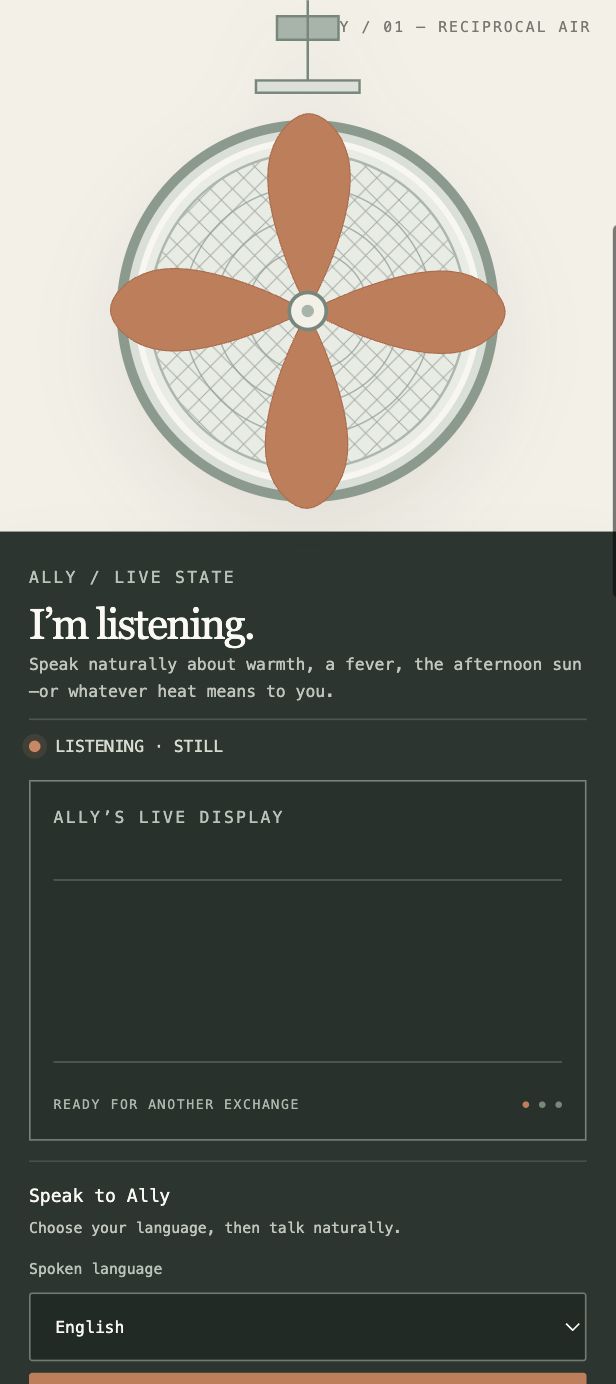 Y / 01 — RECIPROCAL AIR
ALLY / LIVE STATE
I’m listening.
Speak naturally about warmth, a fever, the afternoon sun
—or whatever heat means to you.
LISTENING · STILL
ALLY’S LIVE DISPLAY
READY FOR ANOTHER EXCHANGE
Speak to Ally
Choose your language, then talk naturally.
Spoken language
English